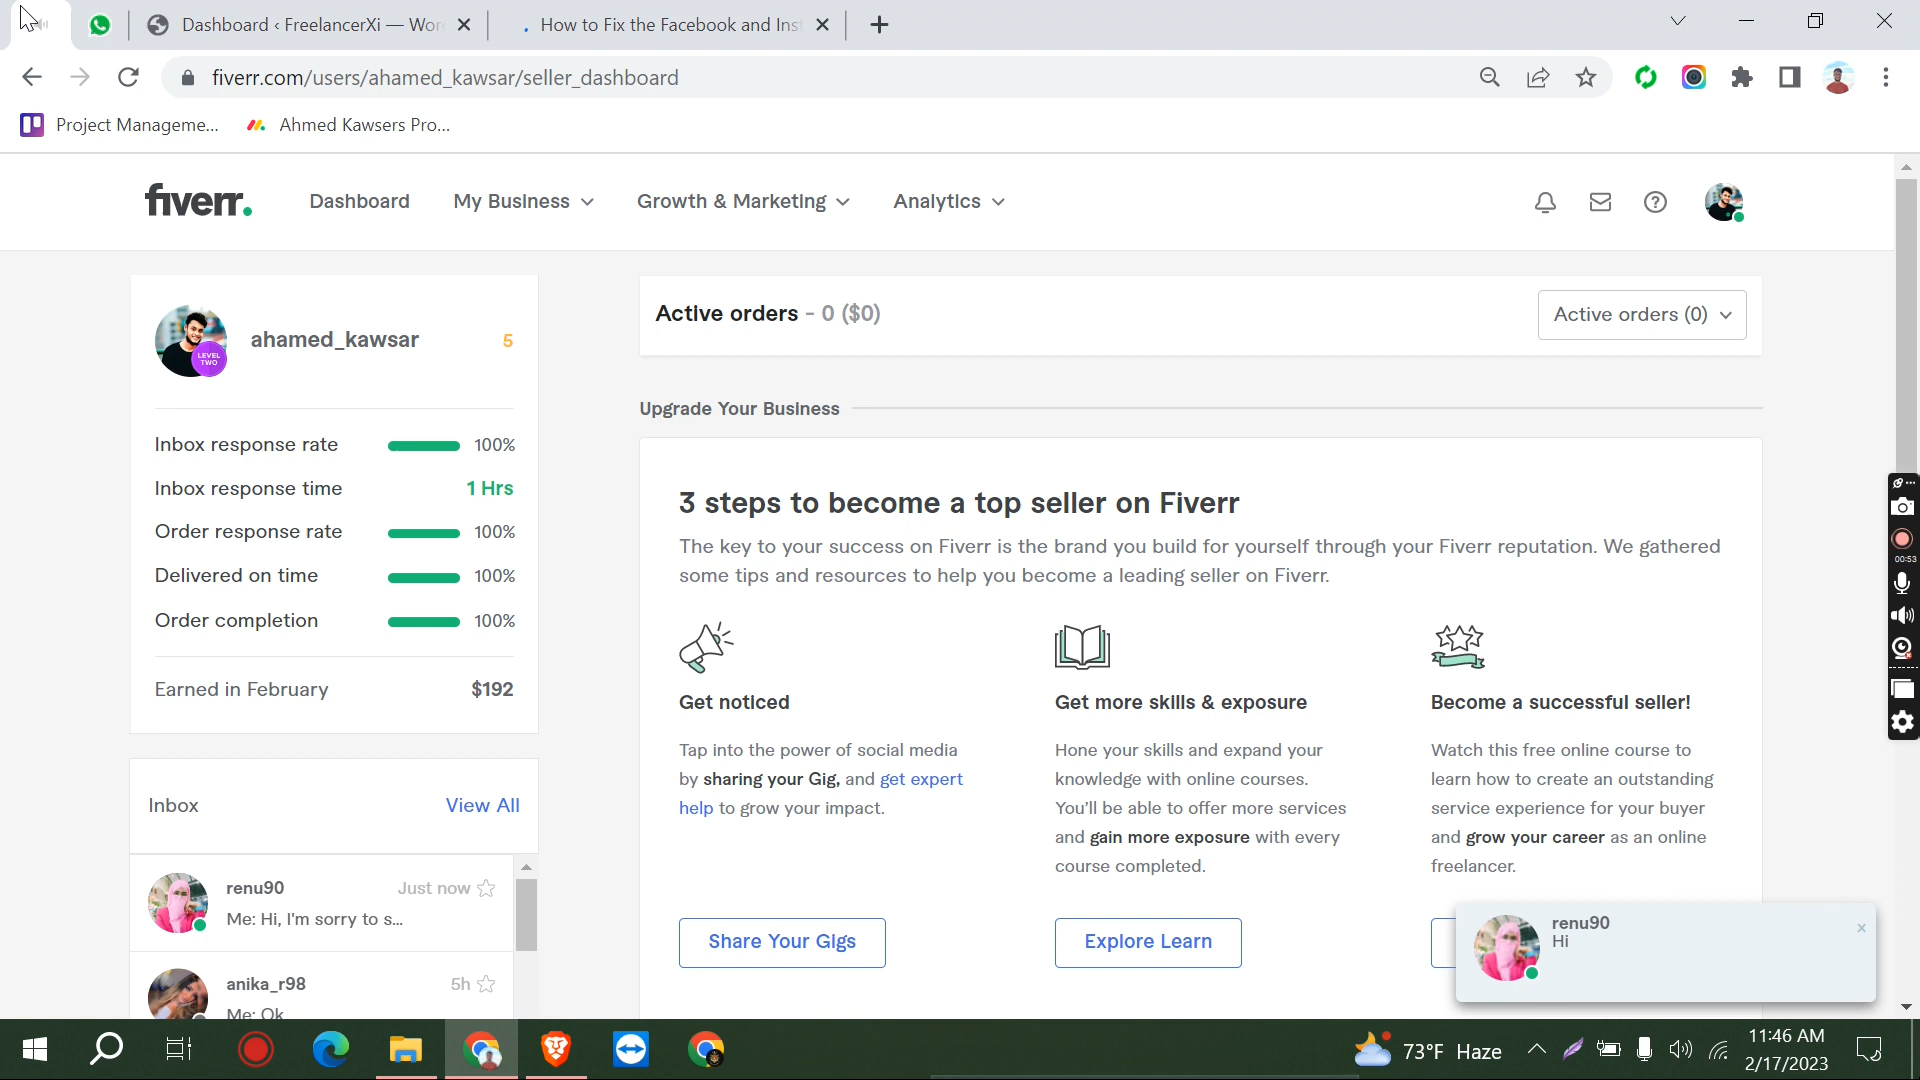 Dashboard ‹ FreelancerXi — Wor
How to Fix the Facebook and Inst
fiverr.com/users/ahamed_kawsar/seller_dashboard
Project Manageme...
Ahmed Kawsers Pro...
fiverr.
Dashboard
My Business
Growth & Marketing
Analytics
ahamed_kawsar
5
LEVEL
TWO
Inbox response rate
100%
Inbox response time
1 Hrs
Order response rate
100%
Delivered on time
100%
Order completion
100%
Earned in February
$192
Inbox
View All
renu90
Just now
Me: Hi, I'm sorry to s...
anika_r98
5h
Me: Ok
Active orders - 0 ($0)
Active orders (0)
Upgrade Your Business
3 steps to become a top seller on Fiverr
The key to your success on Fiverr is the brand you build for yourself through your Fiverr reputation. We gathered
some tips and resources to help you become a leading seller on Fiverr.
Get noticed
Tap into the power of social media
by sharing your Gig, and get expert
help to grow your impact.
Share Your Gigs
Get more skills & exposure
Hone your skills and expand your
knowledge with online courses.
You'll be able to offer more services
and gain more exposure with every
course completed.
Explore Learn
Become a successful seller!
Watch this free online course to
learn how to create an outstanding
service experience for your buyer
and grow your career as an online
freelancer.
renu90
Hi
00:53
73°F Haze
11:46 AM
2/17/2023